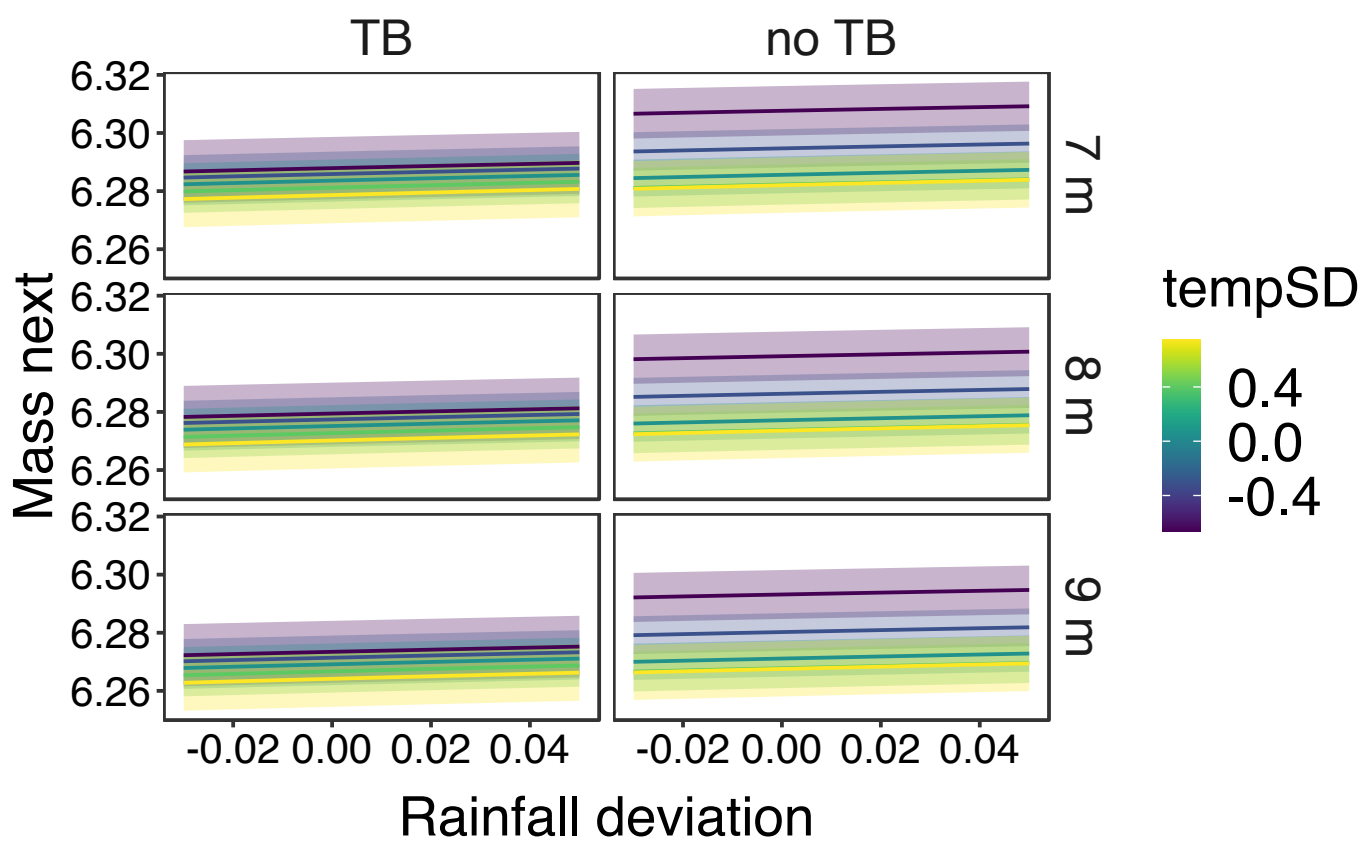 TB no TB
6.32
6.30
6.28
6.26
7 m
6.32
6.30
6.28
6.26
8 m
6.32
6.30
6.28
6.26
9 m
Mass next
-0.02 0.00 0.02 0.04 -0.02 0.00 0.02 0.04
Rainfall deviation
tempSD
0.4
0.0
-0.4